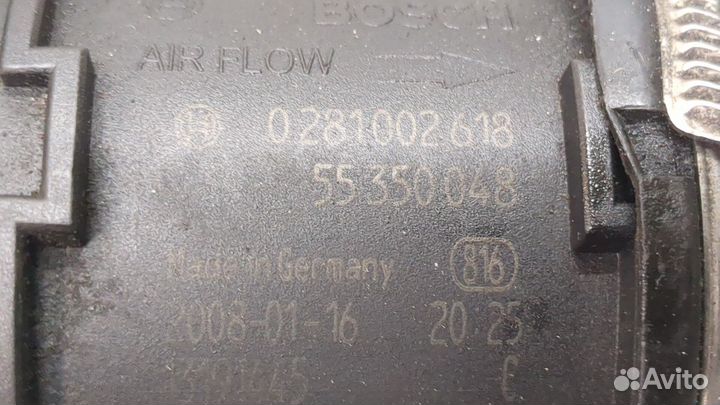 BOSCH
AIR FLOW
0 281 002 618
55 350 048
Made in Germany 816
2008-01-16 20 25
C
Avito